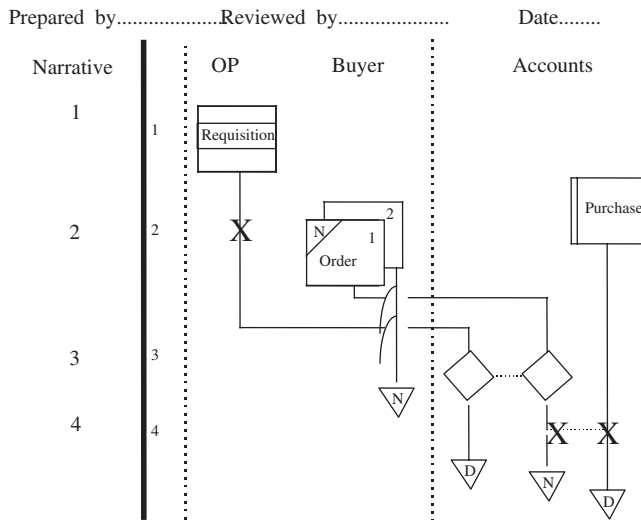 Prepared by.....................Reviewed by..................... Date........
Narrative OP Buyer Accounts
1
1
Requisition
Purchase
2
2 X N 2
1
Order
3
3
N
4
4 X X
D N D